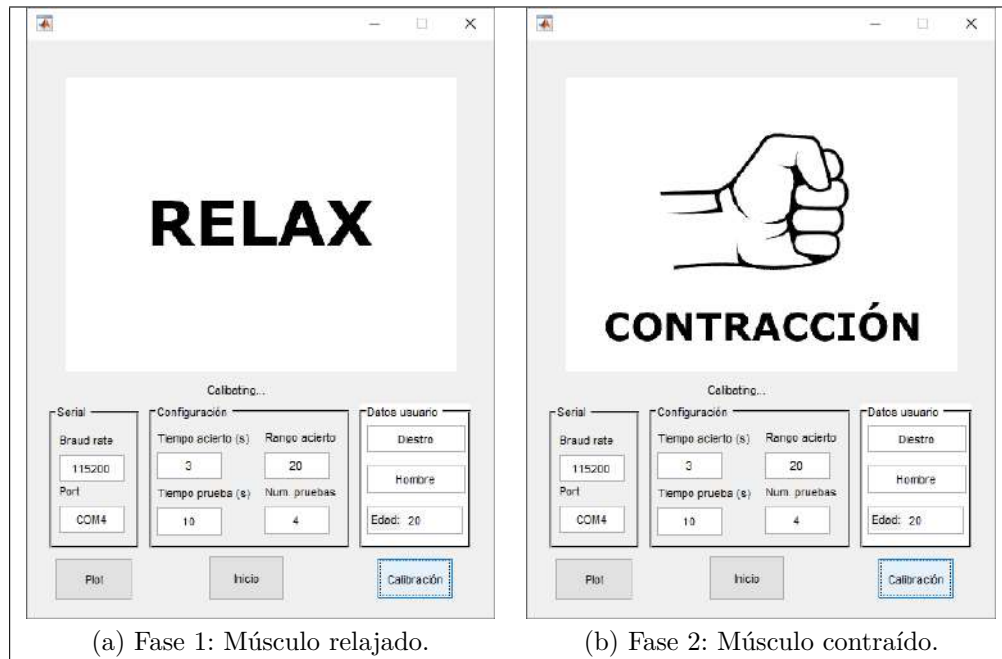 RELAX
Calibating...
Serial
Braud rate
115200
Port
COM4
Configuración
Tiempo acierto (s) Rango acierto
3 20
Tiempo prueba (s) Num. pruebas
10 4
Datos usuario
Diestro
Hombre
Edad: 20
Plot Inicio Calibración
(a) Fase 1: Músculo relajado.
CONTRACCIÓN
Calibating...
Serial
Braud rate
115200
Port
COM4
Configuración
Tiempo acierto (s) Rango acierto
3 20
Tiempo prueba (s) Num. pruebas
10 4
Datos usuario
Diestro
Hombre
Edad: 20
Plot Inicio Calibración
(b) Fase 2: Músculo contraído.